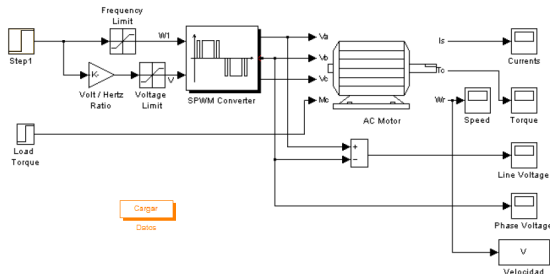 Frequency
Limit
Step1
W1
K-
Volt / Hertz
Ratio
Voltage
Limit
V
SPWM Converter
Va
Vb
Vc
Mc
AC Motor
Is
Tc
Wr
Currents
Speed
Torque
Load
Torque
+
−
Line Voltage
Phase Voltage
Cargar
Datos
V
Velocidad